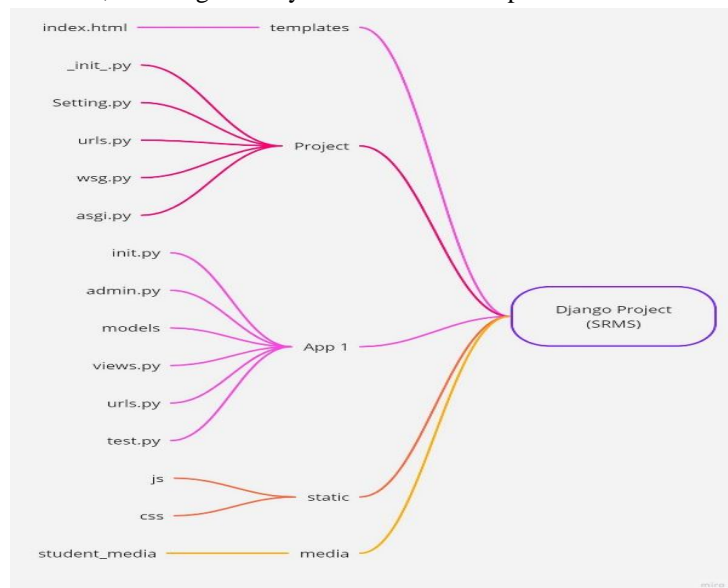 index.html
templates
_init_.py
Setting.py
urls.py
Project
wsg.py
asgi.py
init.py
admin.py
models
App 1
views.py
urls.py
test.py
js
static
css
student_media
media
Django Project
(SRMS)
miro